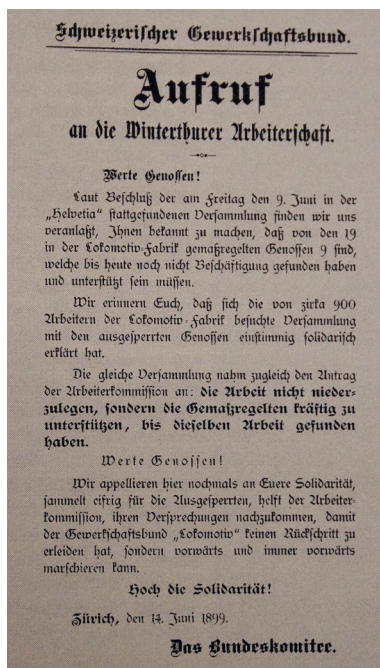 Schweizerischer Gewerkschaftsbund.
Aufruf
an die Winterthurer Arbeiterschaft.
Werte Genossen!
Laut Beschluß der am Freitag den 9. Juni in der
„Helvetia“ stattgefundenen Versammlung finden wir uns
veranlaßt, Ihnen bekannt zu machen, daß von den 19
in der Lokomotiv-Fabrik gemaßregelten Genossen 9 sind,
welche bis heute noch nicht Beschäftigung gefunden haben
und unterstützt sein müssen.
Wir erinnern Euch, daß sich die von zirka 900
Arbeitern der Lokomotiv-Fabrik besuchte Versammlung
mit den ausgesperrten Genossen einstimmig solidarisch
erklärt hat.
Die gleiche Versammlung nahm zugleich den Antrag
der Arbeiterkommission an: die Arbeit nicht nieder-
zulegen, sondern die Gemaßregelten kräftig zu
unterstützen, bis dieselben Arbeit gefunden
haben.
Werte Genossen!
Wir appellieren hier nochmals an Euere Solidarität,
sammelt eifrig für die Ausgesperrten, helft der Arbeiter-
kommission, ihren Versprechungen nachzukommen, damit
der Gewerkschaftsbund „Lokomotiv“ keinen Rückschritt zu
erleiden hat, sondern vorwärts und immer vorwärts
marschieren kann.
Hoch die Solidarität!
Zürich, den 14. Juni 1899.
Das Bundeskomitee.